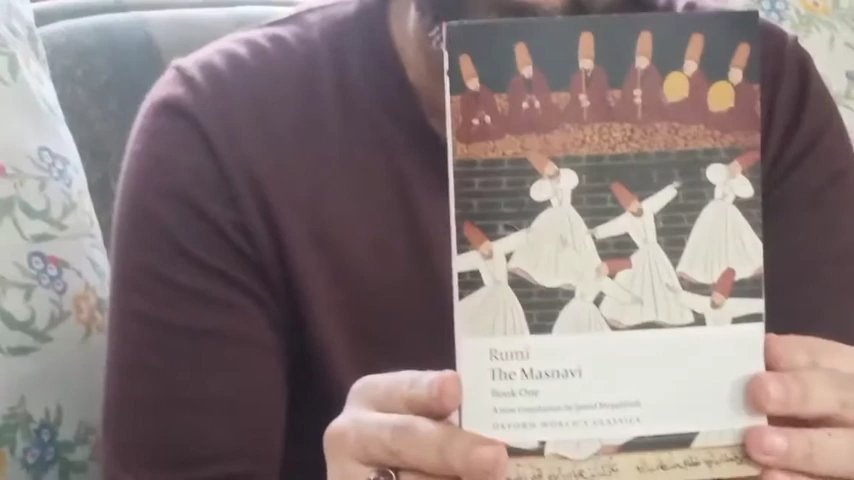 Rumi
The Masnavi
Book One
A new translation by Jawid Mojaddedi
OXFORD WORLD'S CLASSICS